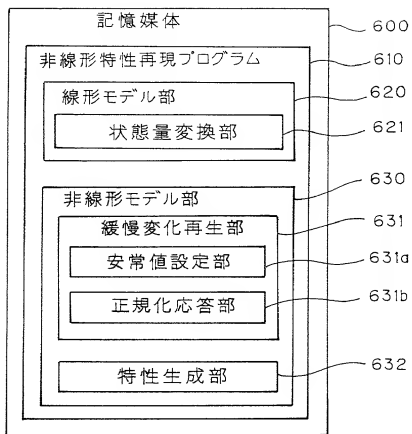 記憶媒体
600
非線形特性再現プログラム
610
線形モデル部
620
状態量変換部
621
非線形モデル部
630
緩慢変化再生部
631
安常値設定部
631a
正規化応答部
631b
特性生成部
632